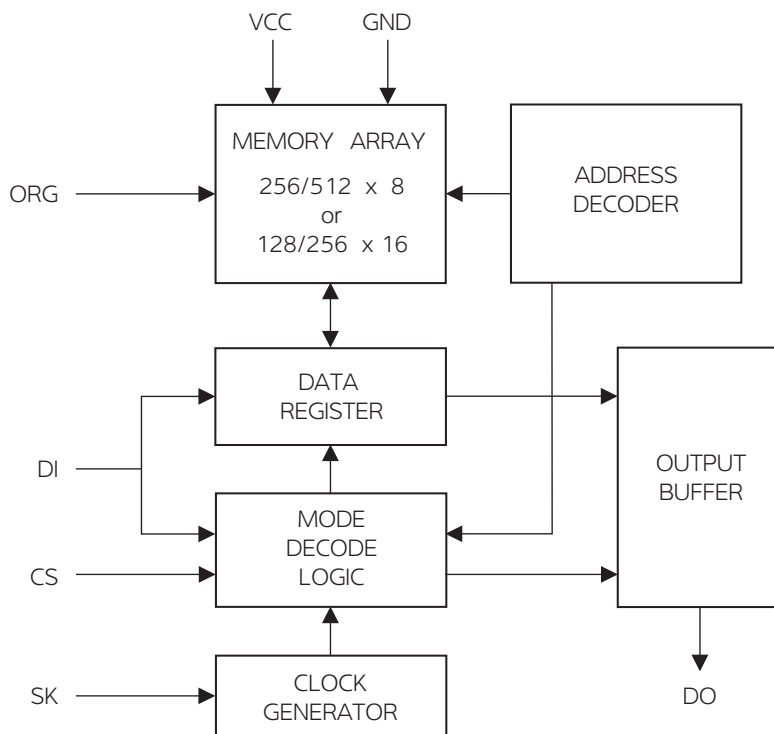 VCC
GND
MEMORY ARRAY
256/512 x 8
or
128/256 x 16
ADDRESS
DECODER
ORG
DATA
REGISTER
DI
OUTPUT
BUFFER
MODE
DECODE
LOGIC
CS
CLOCK
GENERATOR
SK
DO